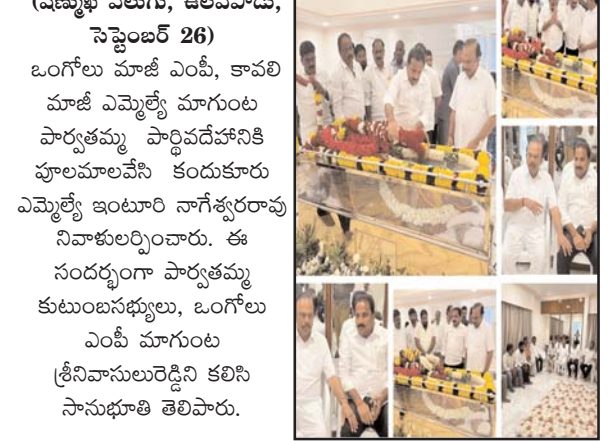 (షణ్ముఖ వెలుగు, ఉలవపాడు,
సెప్టెంబర్ 26)
ఒంగోలు మాజీ ఎంపీ, కావలి
మాజీ ఎమ్మెల్యే మాగుంట
పార్వతమ్మ పార్థివదేహానికి
పూలమాలవేసి కందుకూరు
ఎమ్మెల్యే ఇంటూరి నాగేశ్వరరావు
నివాళులర్పించారు. ఈ
సందర్భంగా పార్వతమ్మ
కుటుంబసభ్యులు, ఒంగోలు
ఎంపీ మాగుంట
శ్రీనివాసులురెడ్డిని కలిసి
సానుభూతి తెలిపారు.